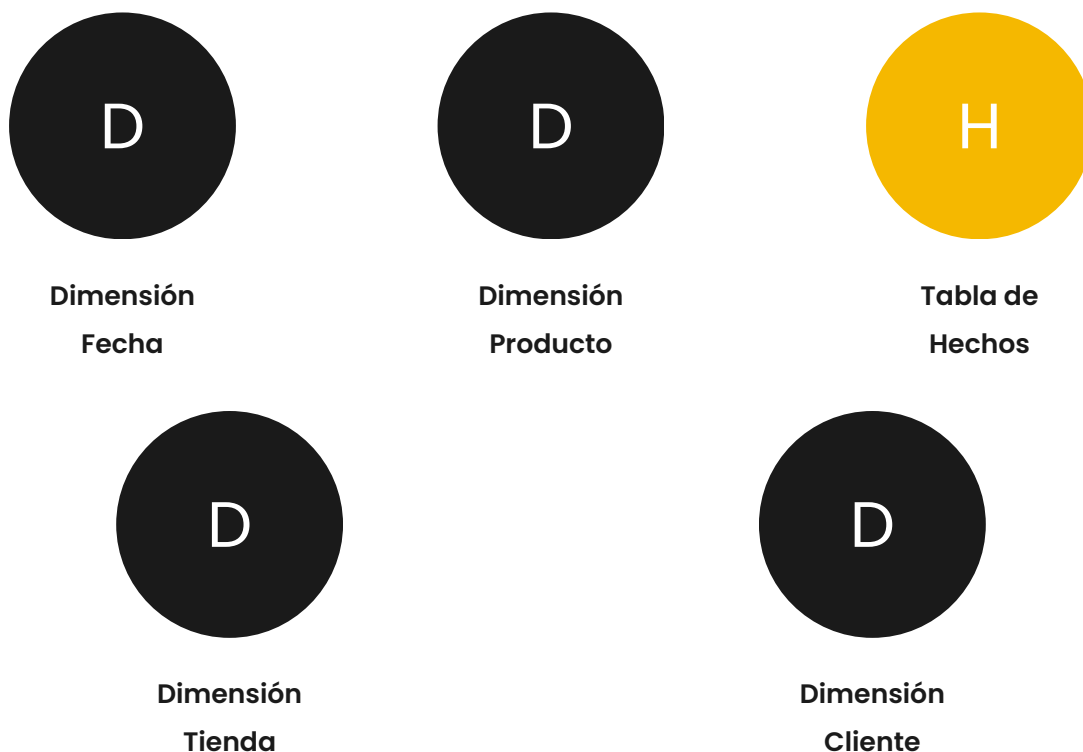 D
D
H
Dimensión
Fecha
Dimensión
Producto
Tabla de
Hechos
D
D
Dimensión
Tienda
Dimensión
Cliente